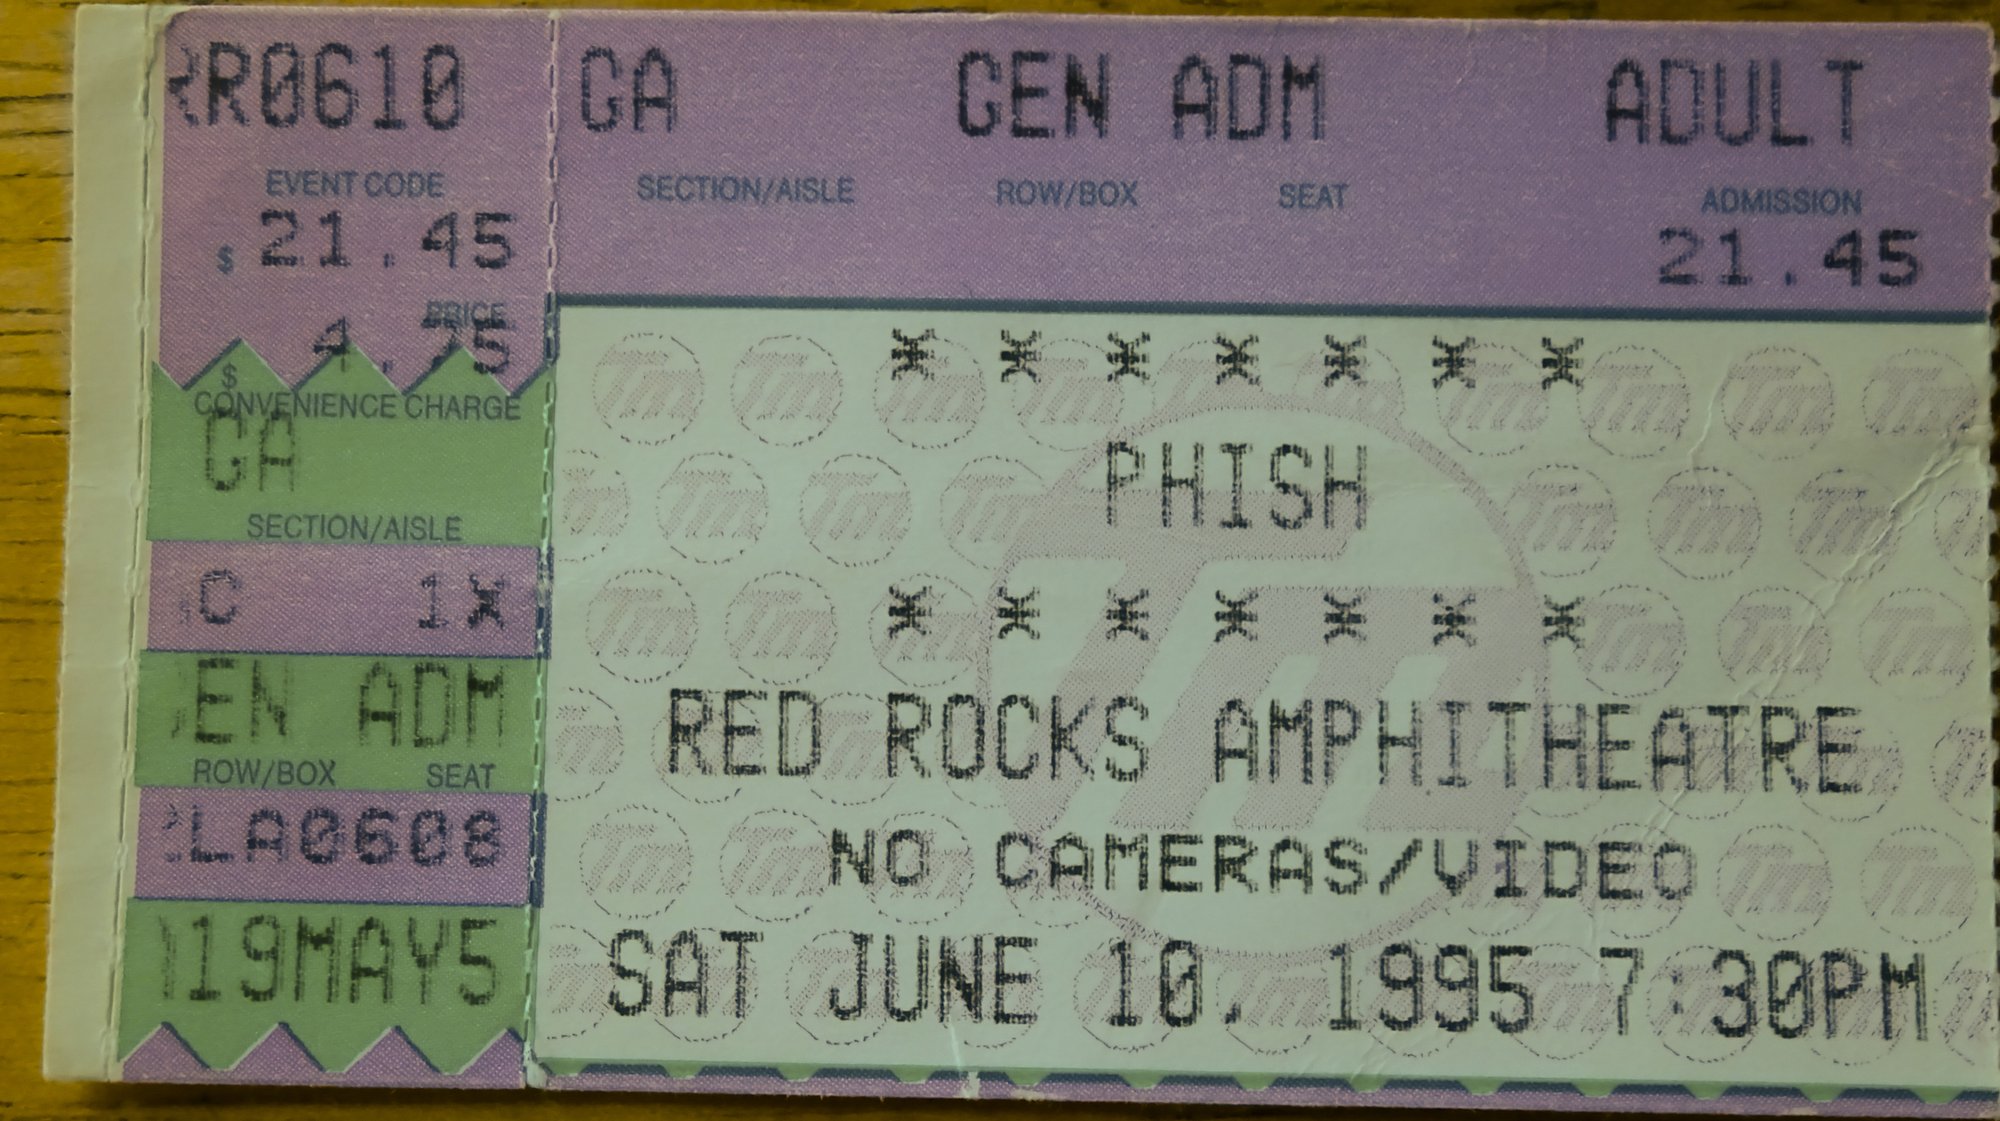 RR0610
EVENT CODE
$ 21.45
PRICE
4.75
$
CONVENIENCE CHARGE
GA
SECTION/AISLE
C 1X
EN ADM
ROW/BOX SEAT
LA0608
19MAY5
GA GEN ADM ADULT
SECTION/AISLE ROW/BOX SEAT ADMISSION
21.45
* * * * * * *
PHISH
* * * * * * *
RED ROCKS AMPHITHEATRE
NO CAMERAS/VIDEO
SAT JUNE 10, 1995 7:30PM